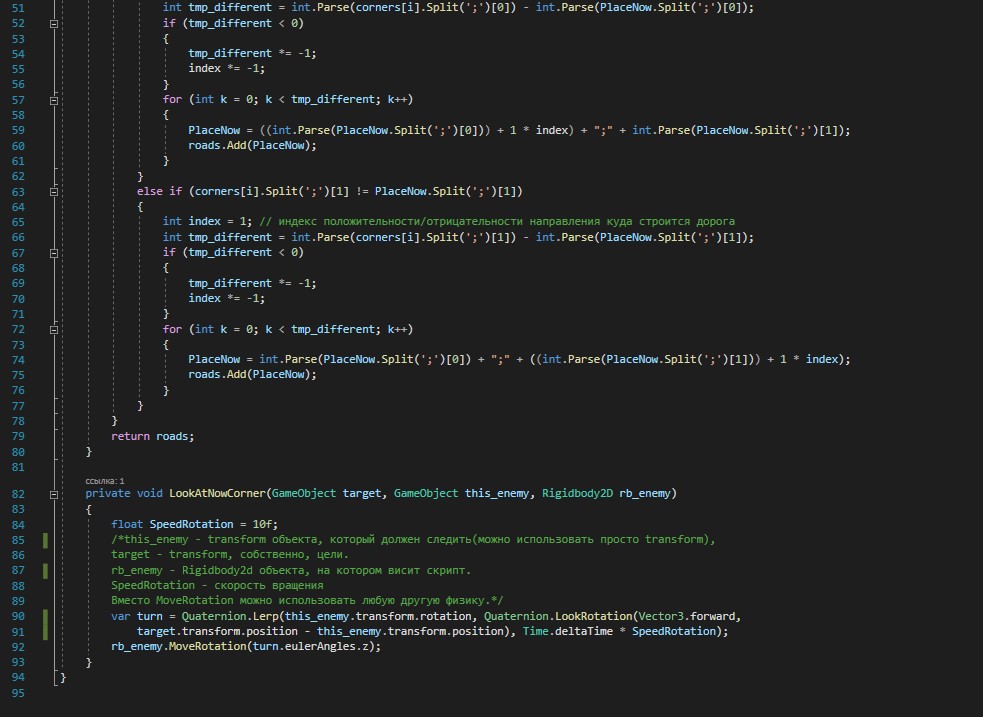 51 int tmp_different = int.Parse(corners[i].Split(';')[0]) - int.Parse(PlaceNow.Split(';')[0]);
52 if (tmp_different < 0)
53 {
54 tmp_different *= -1;
55 index *= -1;
56 }
57 for (int k = 0; k < tmp_different; k++)
58 {
59 PlaceNow = ((int.Parse(PlaceNow.Split(';')[0])) + 1 * index) + ";" + int.Parse(PlaceNow.Split(';')[1]);
60 roads.Add(PlaceNow);
61 }
62 }
63 else if (corners[i].Split(';')[1] != PlaceNow.Split(';')[1])
64 {
65 int index = 1; // индекс положительности/отрицательности направления куда строится дорога
66 int tmp_different = int.Parse(corners[i].Split(';')[1]) - int.Parse(PlaceNow.Split(';')[1]);
67 if (tmp_different < 0)
68 {
69 tmp_different *= -1;
70 index *= -1;
71 }
72 for (int k = 0; k < tmp_different; k++)
73 {
74 PlaceNow = int.Parse(PlaceNow.Split(';')[0]) + ";" + ((int.Parse(PlaceNow.Split(';')[1])) + 1 * index);
75 roads.Add(PlaceNow);
76 }
77 }
78 }
79 return roads;
80 }
81
ссылка: 1
82 private void LookAtNowCorner(GameObject target, GameObject this_enemy, Rigidbody2D rb_enemy)
83 {
84 float SpeedRotation = 10f;
85 /*this_enemy - transform объекта, который должен следить(можно использовать просто transform),
86 target - transform, собственно, цели.
87 rb_enemy - Rigidbody2d объекта, на котором висит скрипт.
88 SpeedRotation - скорость вращения
89 Вместо MoveRotation можно использовать любую другую физику.*/
90 var turn = Quaternion.Lerp(this_enemy.transform.rotation, Quaternion.LookRotation(Vector3.forward,
91 target.transform.position - this_enemy.transform.position), Time.deltaTime * SpeedRotation);
92 rb_enemy.MoveRotation(turn.eulerAngles.z);
93 }
94 }
95